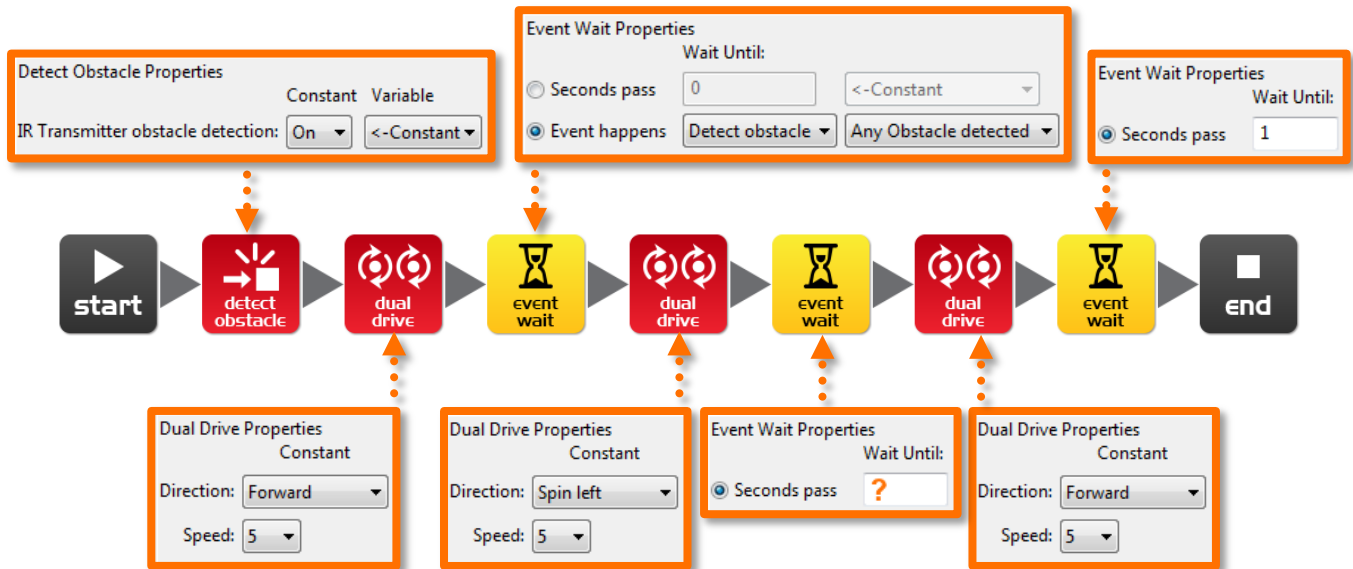 Detect Obstacle Properties
Constant Variable
IR Transmitter obstacle detection: On <-Constant
Event Wait Properties
Wait Until:
Seconds pass 0 <-Constant
Event happens Detect obstacle Any Obstacle detected
Event Wait Properties
Wait Until:
Seconds pass 1
start
detect
obstacle
dual
drive
event
wait
dual
drive
event
wait
dual
drive
event
wait
end
Dual Drive Properties
Constant
Direction: Forward
Speed: 5
Dual Drive Properties
Constant
Direction: Spin left
Speed: 5
Event Wait Properties
Wait Until:
Seconds pass ?
Dual Drive Properties
Constant
Direction: Forward
Speed: 5